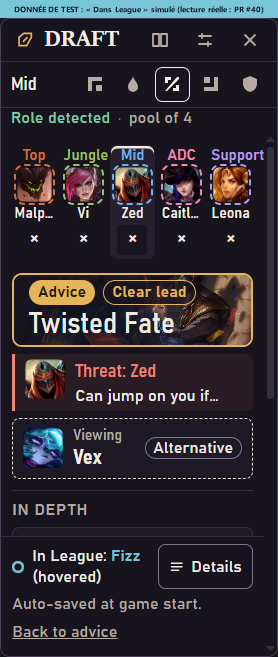 DONNÉE DE TEST : « Dans League » simulé (lecture réelle : PR #40)
DRAFT
Mid
Role detected · pool of 4
Top Jungle Mid ADC Support
Malp... Vi Zed Caitl... Leona
× × × × ×
Advice Clear lead
Twisted Fate
Threat: Zed
Can jump on you if...
Viewing
Vex
Alternative
IN DEPTH
In League: Fizz
(hovered)
Details
Auto-saved at game start.
Back to advice